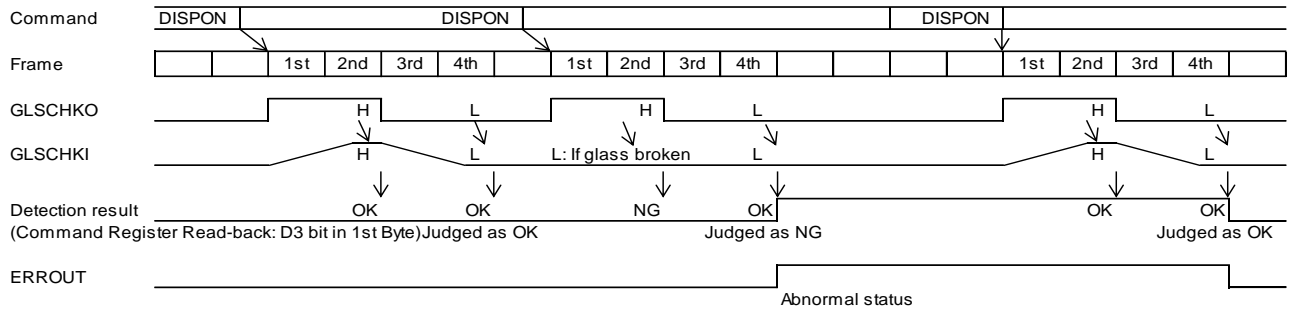 Command DISPON DISPON DISPON
Frame 1st 2nd 3rd 4th 1st 2nd 3rd 4th 1st 2nd 3rd 4th
GLSCHKO H L H L H L
GLSCHKI H L L: If glass broken L H L
Detection result OK OK NG OK OK OK
(Command Register Read-back: D3 bit in 1st Byte) Judged as OK Judged as NG Judged as OK
ERROUT
Abnormal status